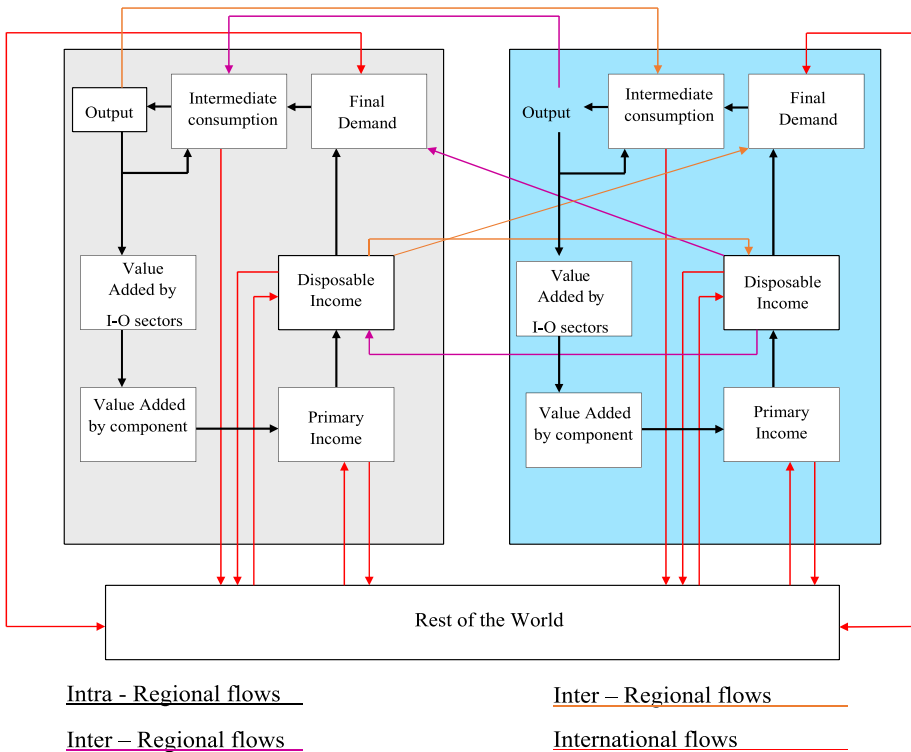 Output
Intermediate
consumption
Final
Demand
Value
Added by
I-O sectors
Disposable
Income
Value Added
by component
Primary
Income
Output
Intermediate
consumption
Final
Demand
Value
Added by
I-O sectors
Disposable
Income
Value Added
by component
Primary
Income
Rest of the World
Intra - Regional flows
Inter – Regional flows
Inter – Regional flows
International flows